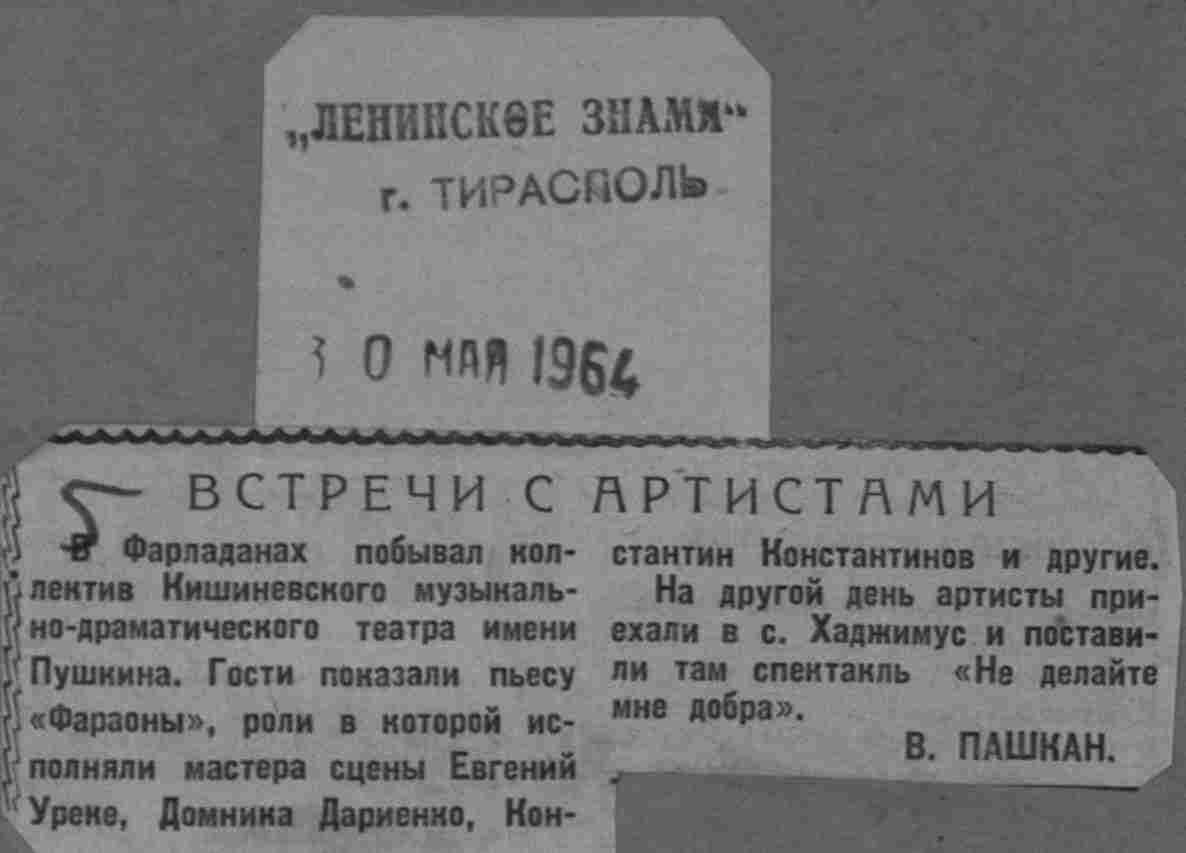 „ЛЕНИНСКОЕ ЗНАМЯ“
г. ТИРАСПОЛЬ
30 МАЯ 1964
5
ВСТРЕЧИ С АРТИСТАМИ
В Фарладанах побывал кол-
лектив Кишиневского музыкаль-
но-драматического театра имени
Пушкина. Гости показали пьесу
«Фараоны», роли в которой ис-
полняли мастера сцены Евгений
Уреке, Домника Дариенко, Кон-
стантин Константинов и другие.
На другой день артисты при-
ехали в с. Хаджимус и постави-
ли там спектакль «Не делайте
мне добра».
В. ПАШКАН.